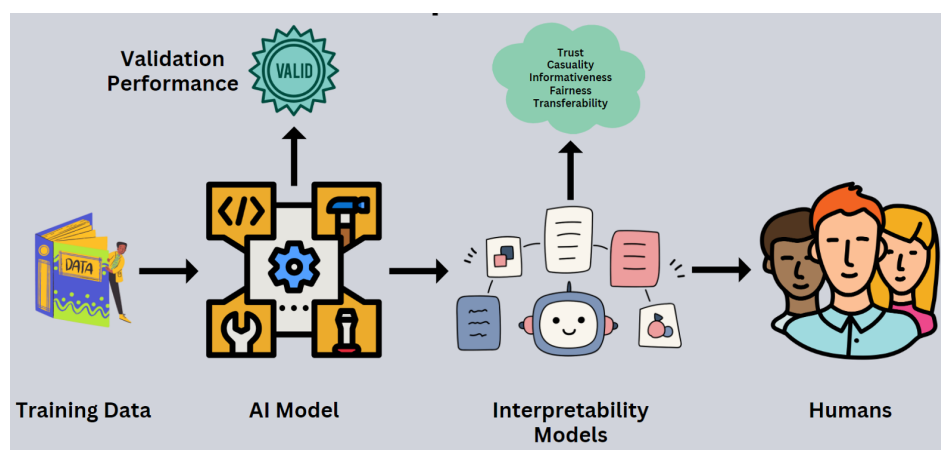 Validation
Performance
VALID
Trust
Casuality
Informativeness
Fairness
Transferability
</>
DATA
Training Data
AI Model
Interpretability
Models
Humans